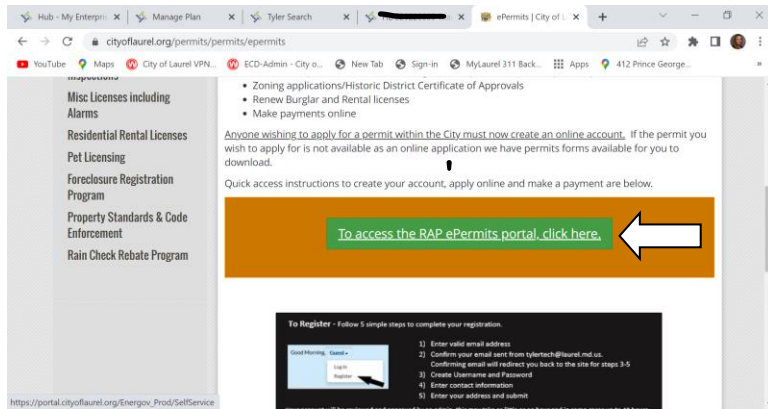 Hub - My Enterpris
Manage Plan
Tyler Search
ePermits | City of L
cityoflaurel.org/permits/permits/epermits
YouTube
Maps
City of Laurel VPN...
ECD-Admin - City o...
New Tab
Sign-in
MyLaurel 311 Back...
Apps
412 Prince George...
Inspections
Misc Licenses including
Alarms
Residential Rental Licenses
Pet Licensing
Foreclosure Registration
Program
Property Standards & Code
Enforcement
Rain Check Rebate Program
• Zoning applications/Historic District Certificate of Approvals
• Renew Burglar and Rental licenses
• Make payments online
Anyone wishing to apply for a permit within the City must now create an online account. If the permit you
wish to apply for is not available as an online application we have permits forms available for you to
download.
Quick access instructions to create your account, apply online and make a payment are below.
To access the RAP ePermits portal, click here.
To Register - Follow 5 simple steps to complete your registration.
Good Morning, Guest
Log In
Register
1) Enter valid email address
2) Confirm your email sent from tylertech@laurel.md.us.
Confirming email will redirect you back to the site for steps 3-5
3) Create Username and Password
4) Enter contact information
5) Enter your address and submit
https://portal.cityoflaurel.org/Energov_Prod/SelfService